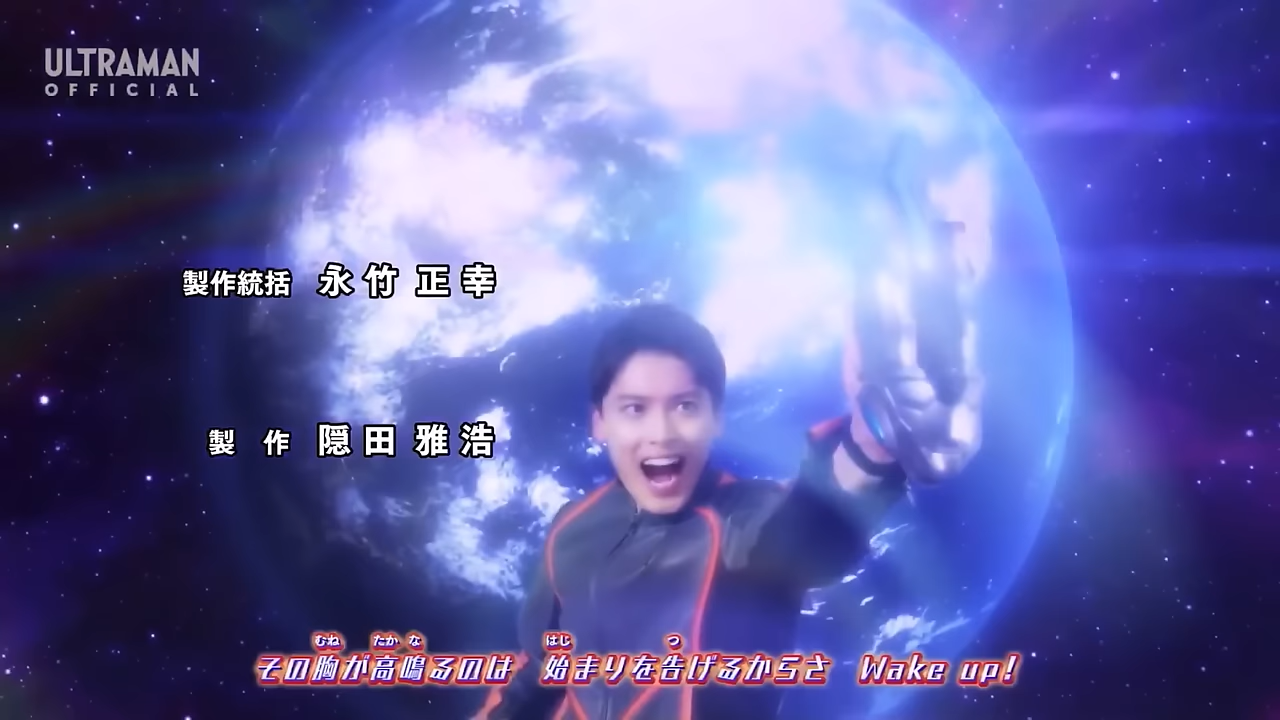 ULTRAMAN
OFFICIAL
製作統括 永竹 正幸
製 作 隠田 雅浩
むね たか な はじ つ
その胸が高鳴るのは 始まりを告げるからさ Wake up!